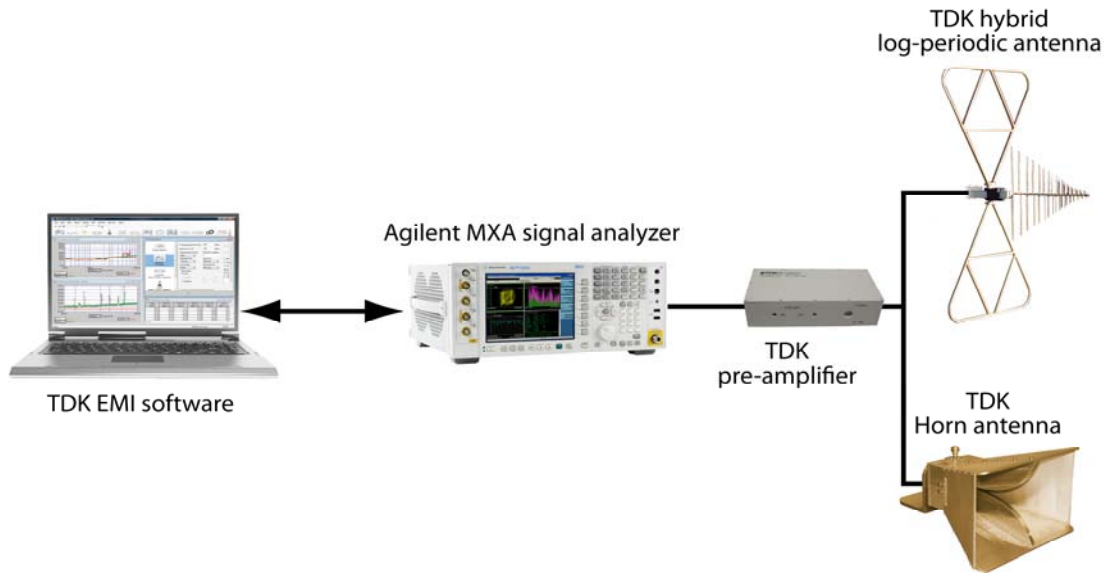 TDK hybrid
log-periodic antenna
Agilent MXA signal analyzer
TDK
pre-amplifier
TDK EMI software
TDK
Horn antenna